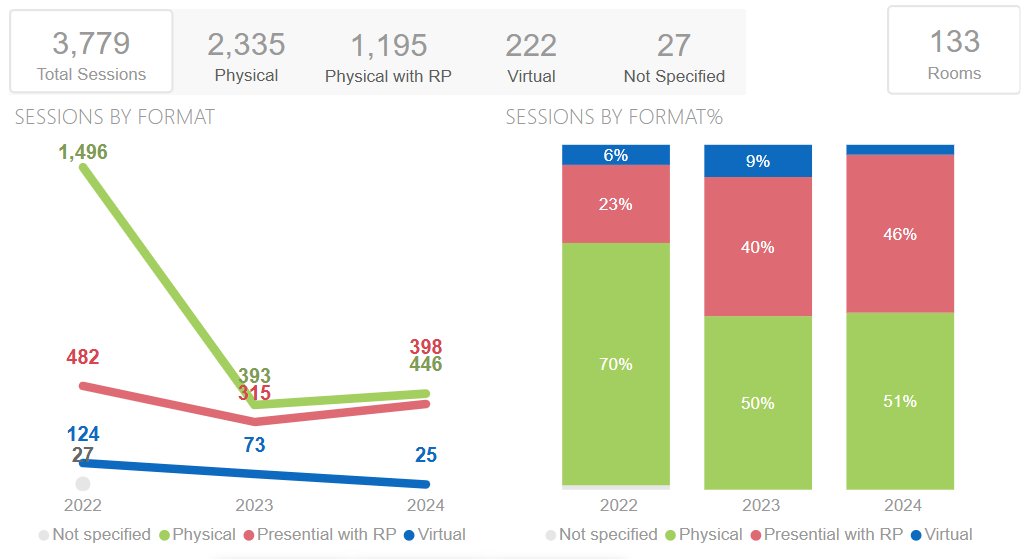 3,779
Total Sessions
2,335
Physical
1,195
Physical with RP
222
Virtual
27
Not Specified
133
Rooms
SESSIONS BY FORMAT
1,496
482
393
315
398
446
124
27
73
25
2022 2023 2024
Not specified Physical Presential with RP Virtual
SESSIONS BY FORMAT%
6% 9%
23% 40% 46%
70% 50% 51%
2022 2023 2024
Not specified Physical Presential with RP Virtual